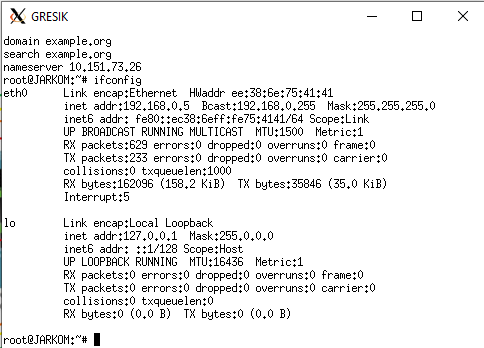 GRESIK
domain example.org
search example.org
nameserver 10.151.73.26
root@JARKOM:~# ifconfig
eth0      Link encap:Ethernet  HWaddr ee:38:6e:75:41:41
          inet addr:192.168.0.5  Bcast:192.168.0.255  Mask:255.255.255.0
          inet6 addr: fe80::ec38:6eff:fe75:4141/64 Scope:Link
          UP BROADCAST RUNNING MULTICAST  MTU:1500  Metric:1
          RX packets:629 errors:0 dropped:0 overruns:0 frame:0
          TX packets:233 errors:0 dropped:0 overruns:0 carrier:0
          collisions:0 txqueuelen:1000
          RX bytes:162096 (158.2 KiB)  TX bytes:35846 (35.0 KiB)
          Interrupt:5
lo        Link encap:Local Loopback
          inet addr:127.0.0.1  Mask:255.0.0.0
          inet6 addr: ::1/128 Scope:Host
          UP LOOPBACK RUNNING  MTU:16436  Metric:1
          RX packets:0 errors:0 dropped:0 overruns:0 frame:0
          TX packets:0 errors:0 dropped:0 overruns:0 carrier:0
          collisions:0 txqueuelen:0
          RX bytes:0 (0.0 B)  TX bytes:0 (0.0 B)
root@JARKOM:~#